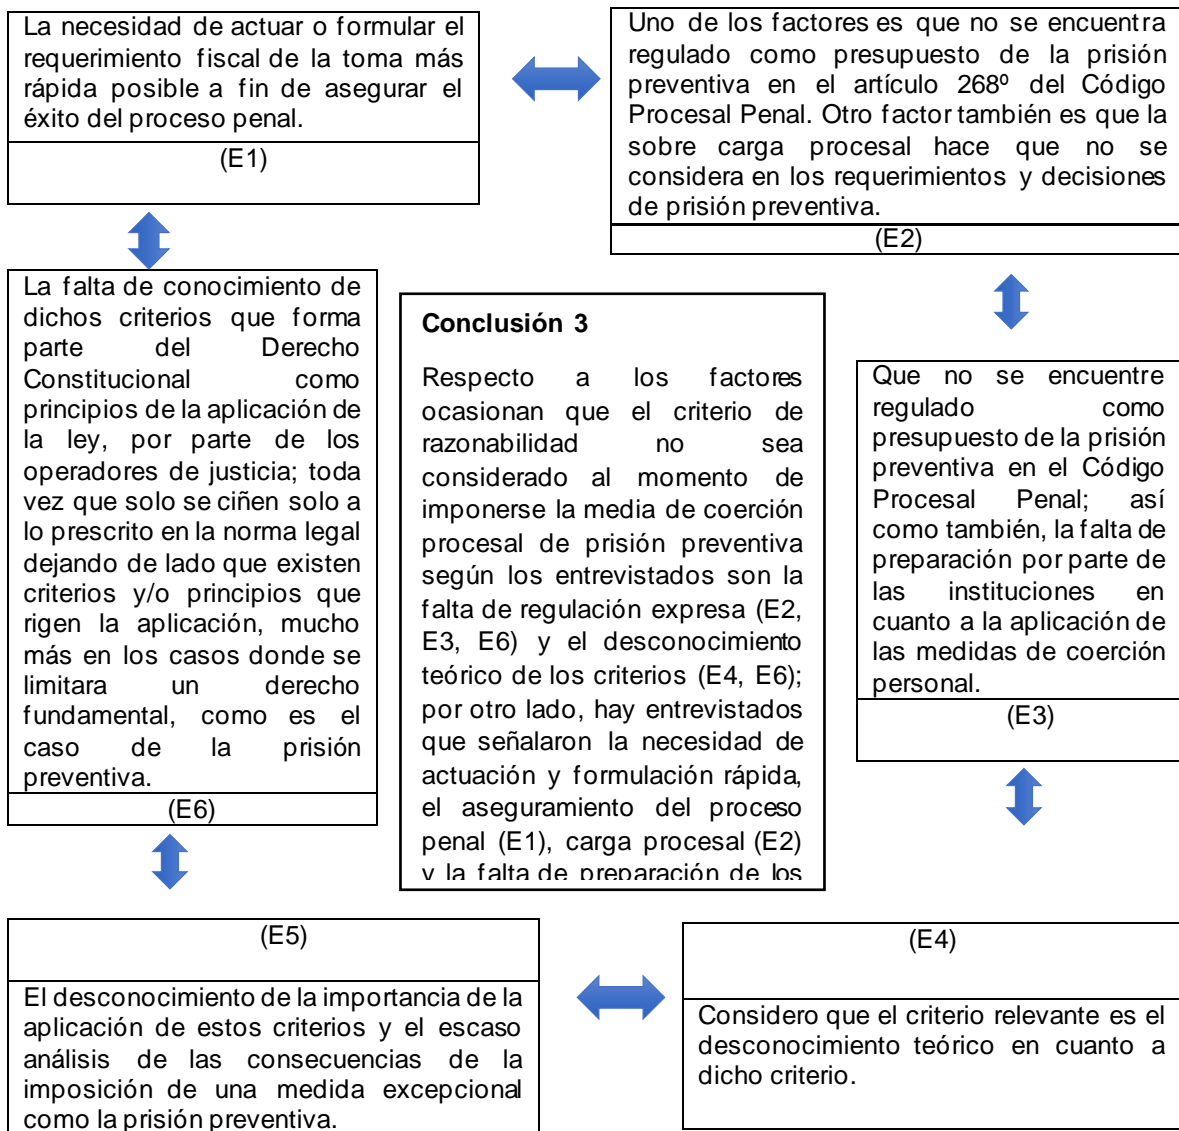 La necesidad de actuar o formular el
requerimiento fiscal de la toma más
rápida posible a fin de asegurar el
éxito del proceso penal.
(E1)
Uno de los factores es que no se encuentra
regulado como presupuesto de la prisión
preventiva en el artículo 268º del Código
Procesal Penal. Otro factor también es que la
sobre carga procesal hace que no se
considera en los requerimientos y decisiones
de prisión preventiva.
(E2)
La falta de conocimiento de
dichos criterios que forma
parte del Derecho
Constitucional como
principios de la aplicación de
la ley, por parte de los
operadores de justicia; toda
vez que solo se ciñen solo a
lo prescrito en la norma legal
dejando de lado que existen
criterios y/o principios que
rigen la aplicación, mucho
más en los casos donde se
limitara un derecho
fundamental, como es el
caso de la prisión
preventiva.
(E6)
Conclusión 3
Respecto a los factores
ocasionan que el criterio de
razonabilidad no sea
considerado al momento de
imponerse la media de coerción
procesal de prisión preventiva
según los entrevistados son la
falta de regulación expresa (E2,
E3, E6) y el desconocimiento
teórico de los criterios (E4, E6);
por otro lado, hay entrevistados
que señalaron la necesidad de
actuación y formulación rápida,
el aseguramiento del proceso
penal (E1), carga procesal (E2)
y la falta de preparación de los
Que no se encuentre
regulado como
presupuesto de la prisión
preventiva en el Código
Procesal Penal; así
como también, la falta de
preparación por parte de
las instituciones en
cuanto a la aplicación de
las medidas de coerción
personal.
(E3)
(E5)
El desconocimiento de la importancia de la
aplicación de estos criterios y el escaso
análisis de las consecuencias de la
imposición de una medida excepcional
como la prisión preventiva.
(E4)
Considero que el criterio relevante es el
desconocimiento teórico en cuanto a
dicho criterio.